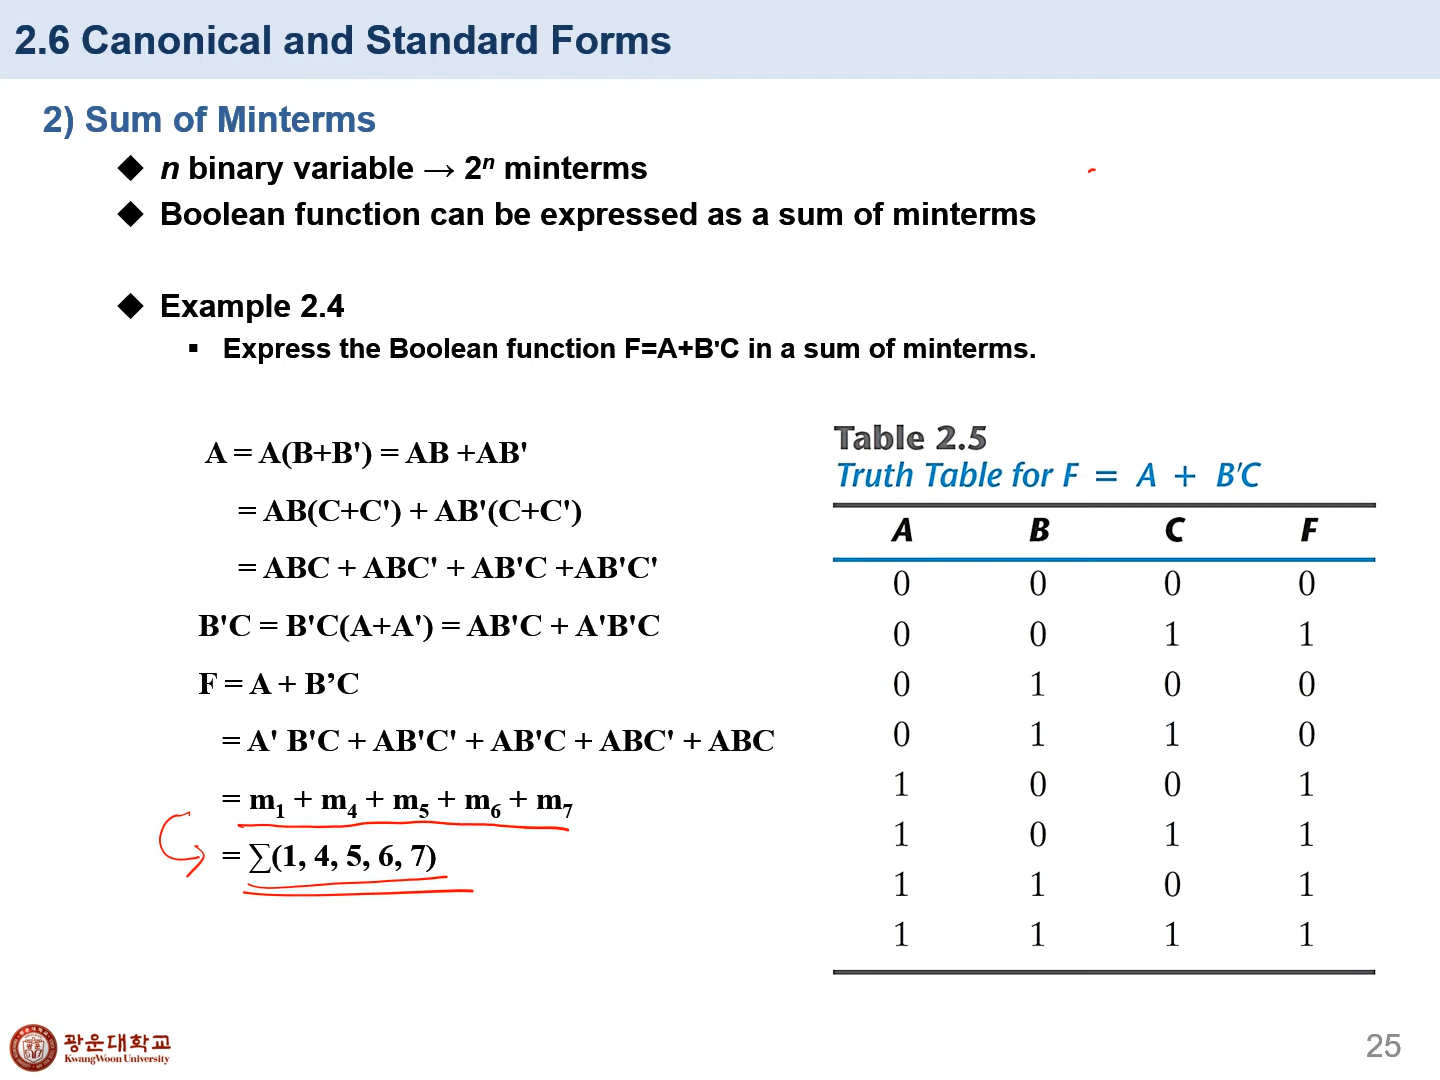 2.6 Canonical and Standard Forms
2) Sum of Minterms
◆ n binary variable → 2ⁿ minterms
◆ Boolean function can be expressed as a sum of minterms
◆ Example 2.4
▪ Express the Boolean function F=A+B'C in a sum of minterms.
A = A(B+B') = AB +AB'
= AB(C+C') + AB'(C+C')
= ABC + ABC' + AB'C +AB'C'
B'C = B'C(A+A') = AB'C + A'B'C
F = A + B’C
= A' B'C + AB'C' + AB'C + ABC' + ABC
= m₁ + m₄ + m₅ + m₆ + m₇
= ∑(1, 4, 5, 6, 7)
Table 2.5
Truth Table for F = A + B'C
A B C F
0 0 0 0
0 0 1 1
0 1 0 0
0 1 1 0
1 0 0 1
1 0 1 1
1 1 0 1
1 1 1 1
광운대학교
KwangWoon University
25